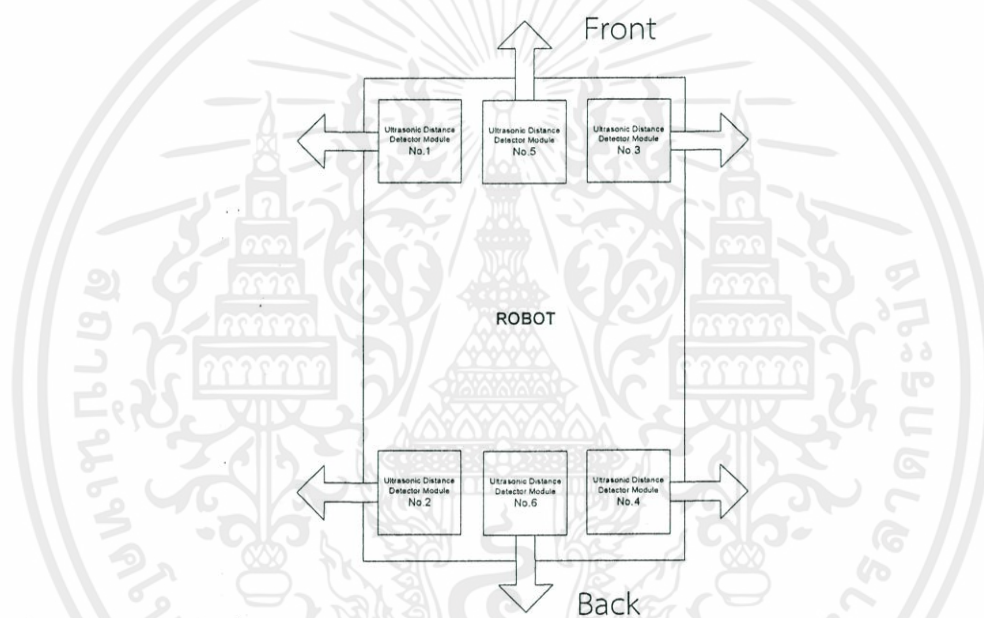 Front
Ultrasonic Distance
Detector Module
No.1
Ultrasonic Distance
Detector Module
No.5
Ultrasonic Distance
Detector Module
No.3
ROBOT
Ultrasonic Distance
Detector Module
No.2
Ultrasonic Distance
Detector Module
No.6
Ultrasonic Distance
Detector Module
No.4
Back